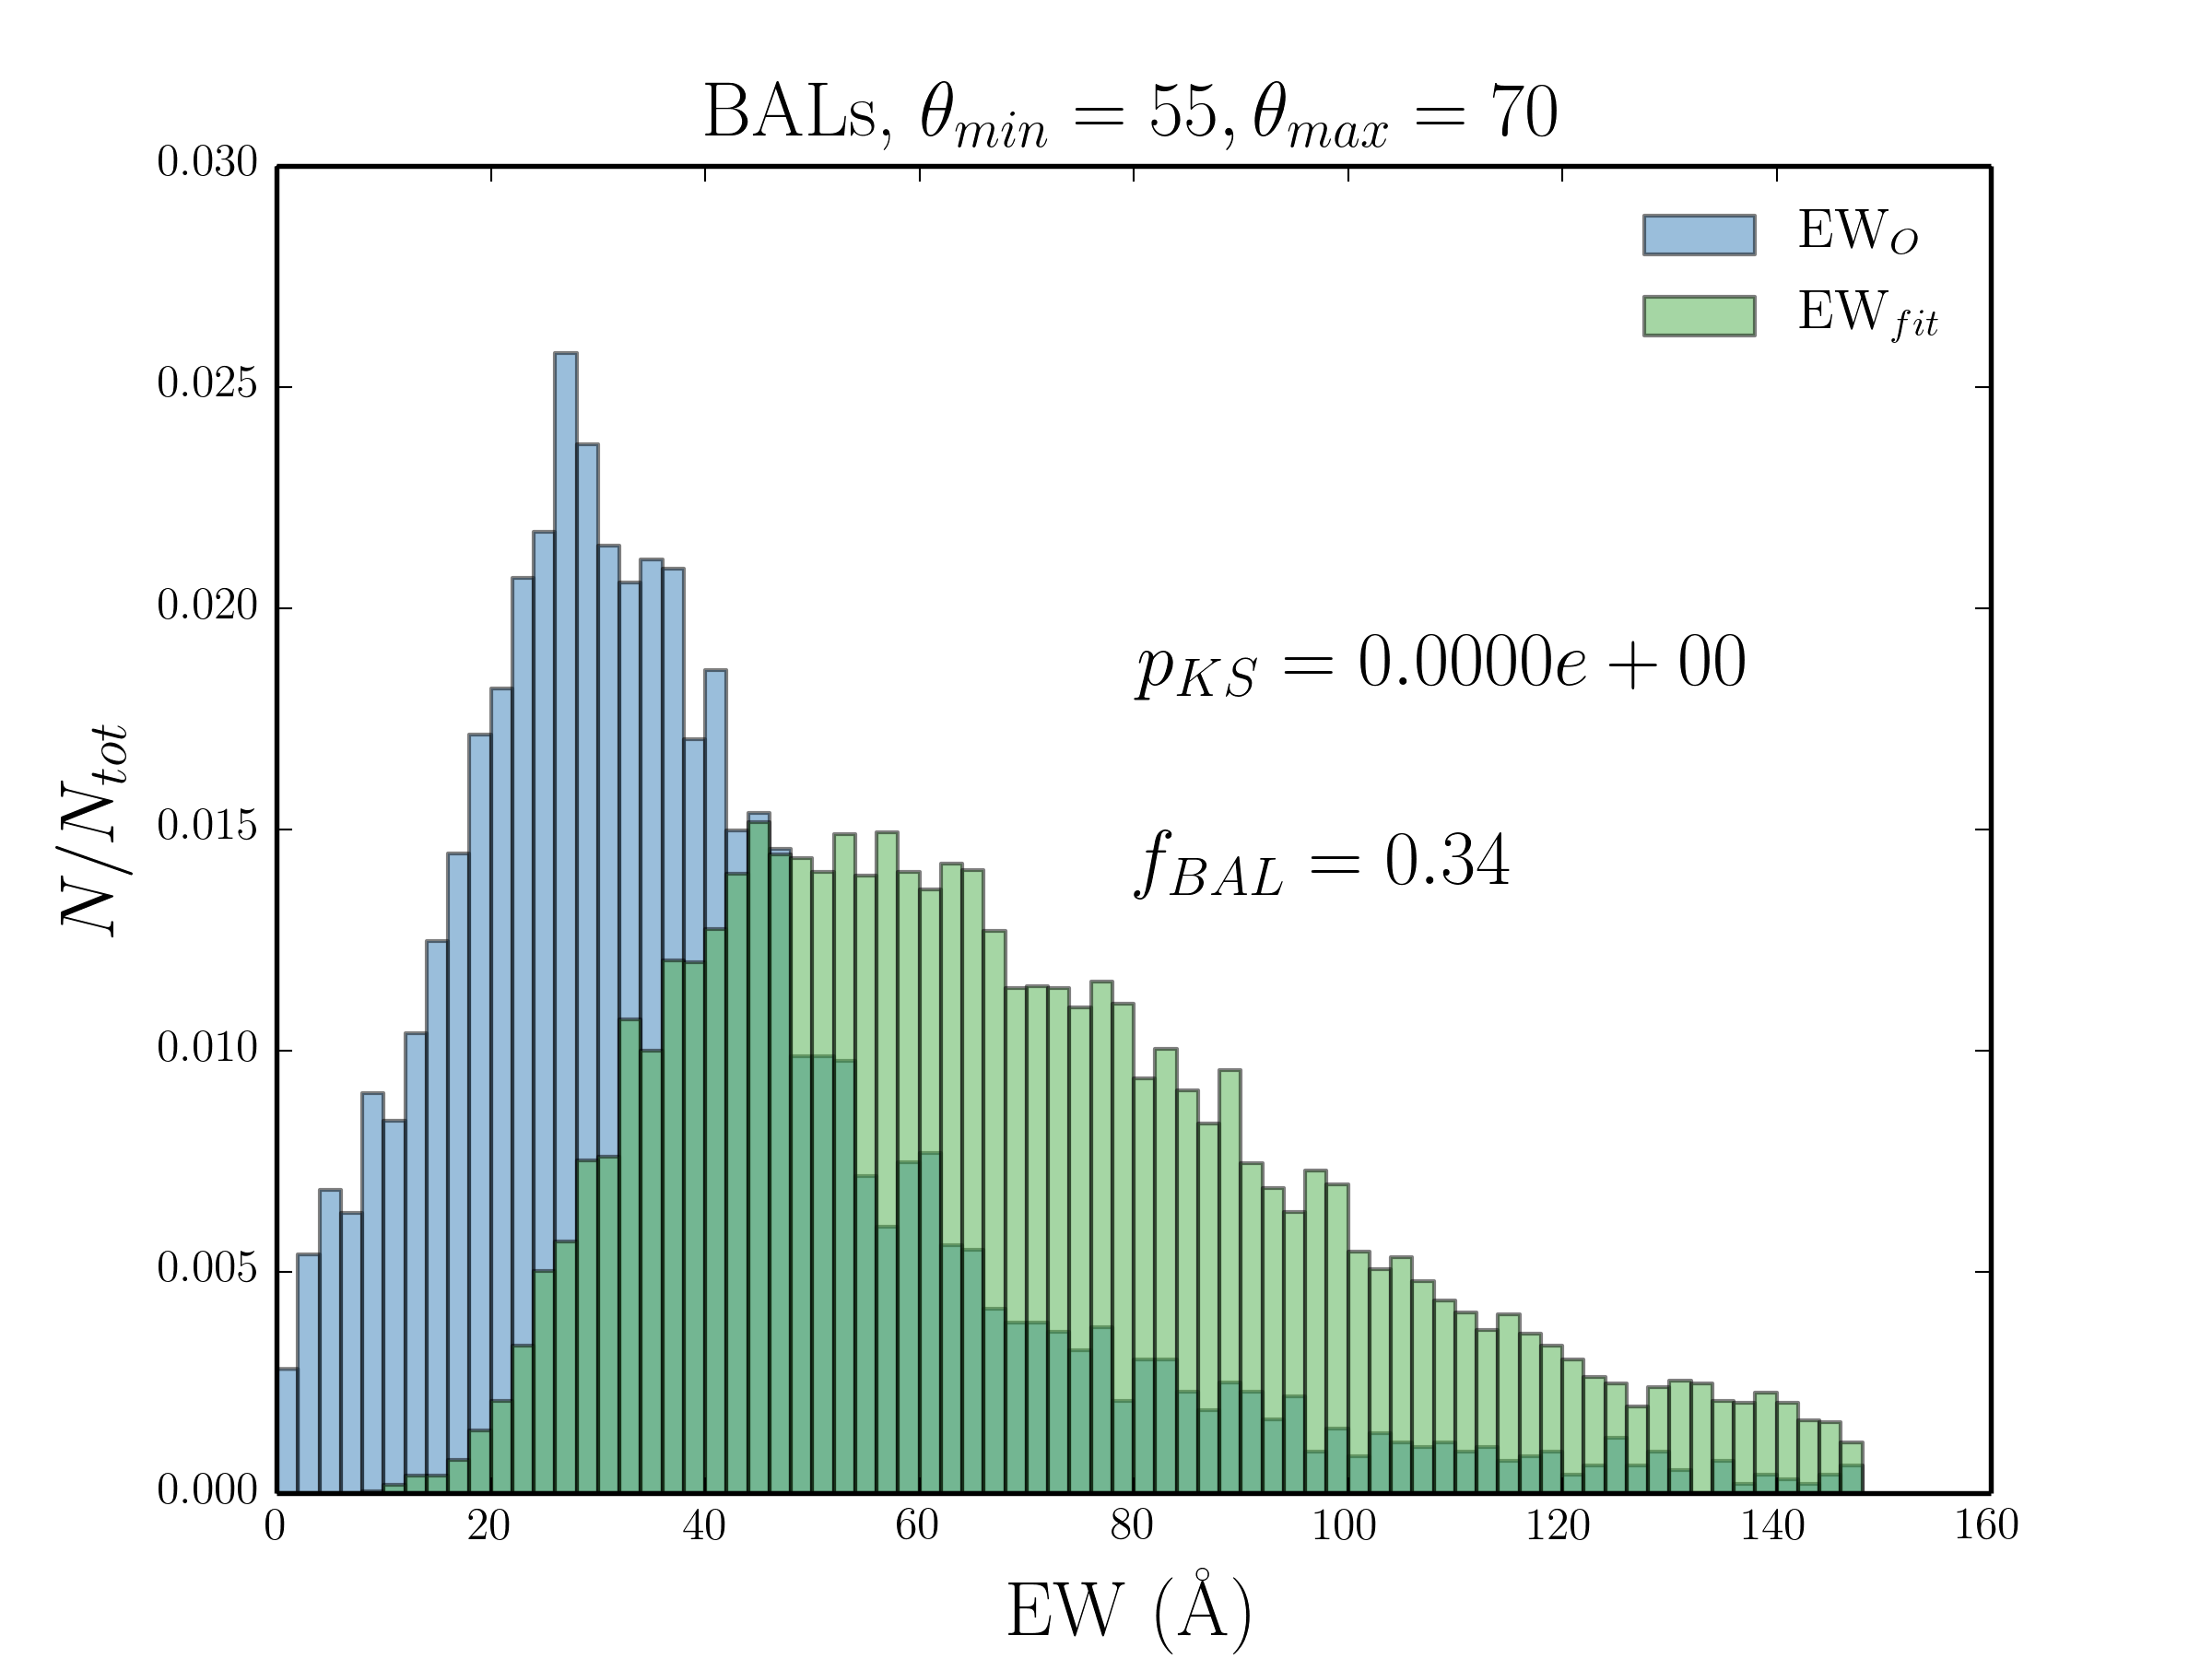 BALs, θ_min = 55, θ_max = 70
0.030
0.025
0.020
0.015
0.010
0.005
0.000
N/N_tot
EW_O
EW_fit
p_KS = 0.0000e + 00
f_BAL = 0.34
0 20 40 60 80 100 120 140 160
EW (Å)